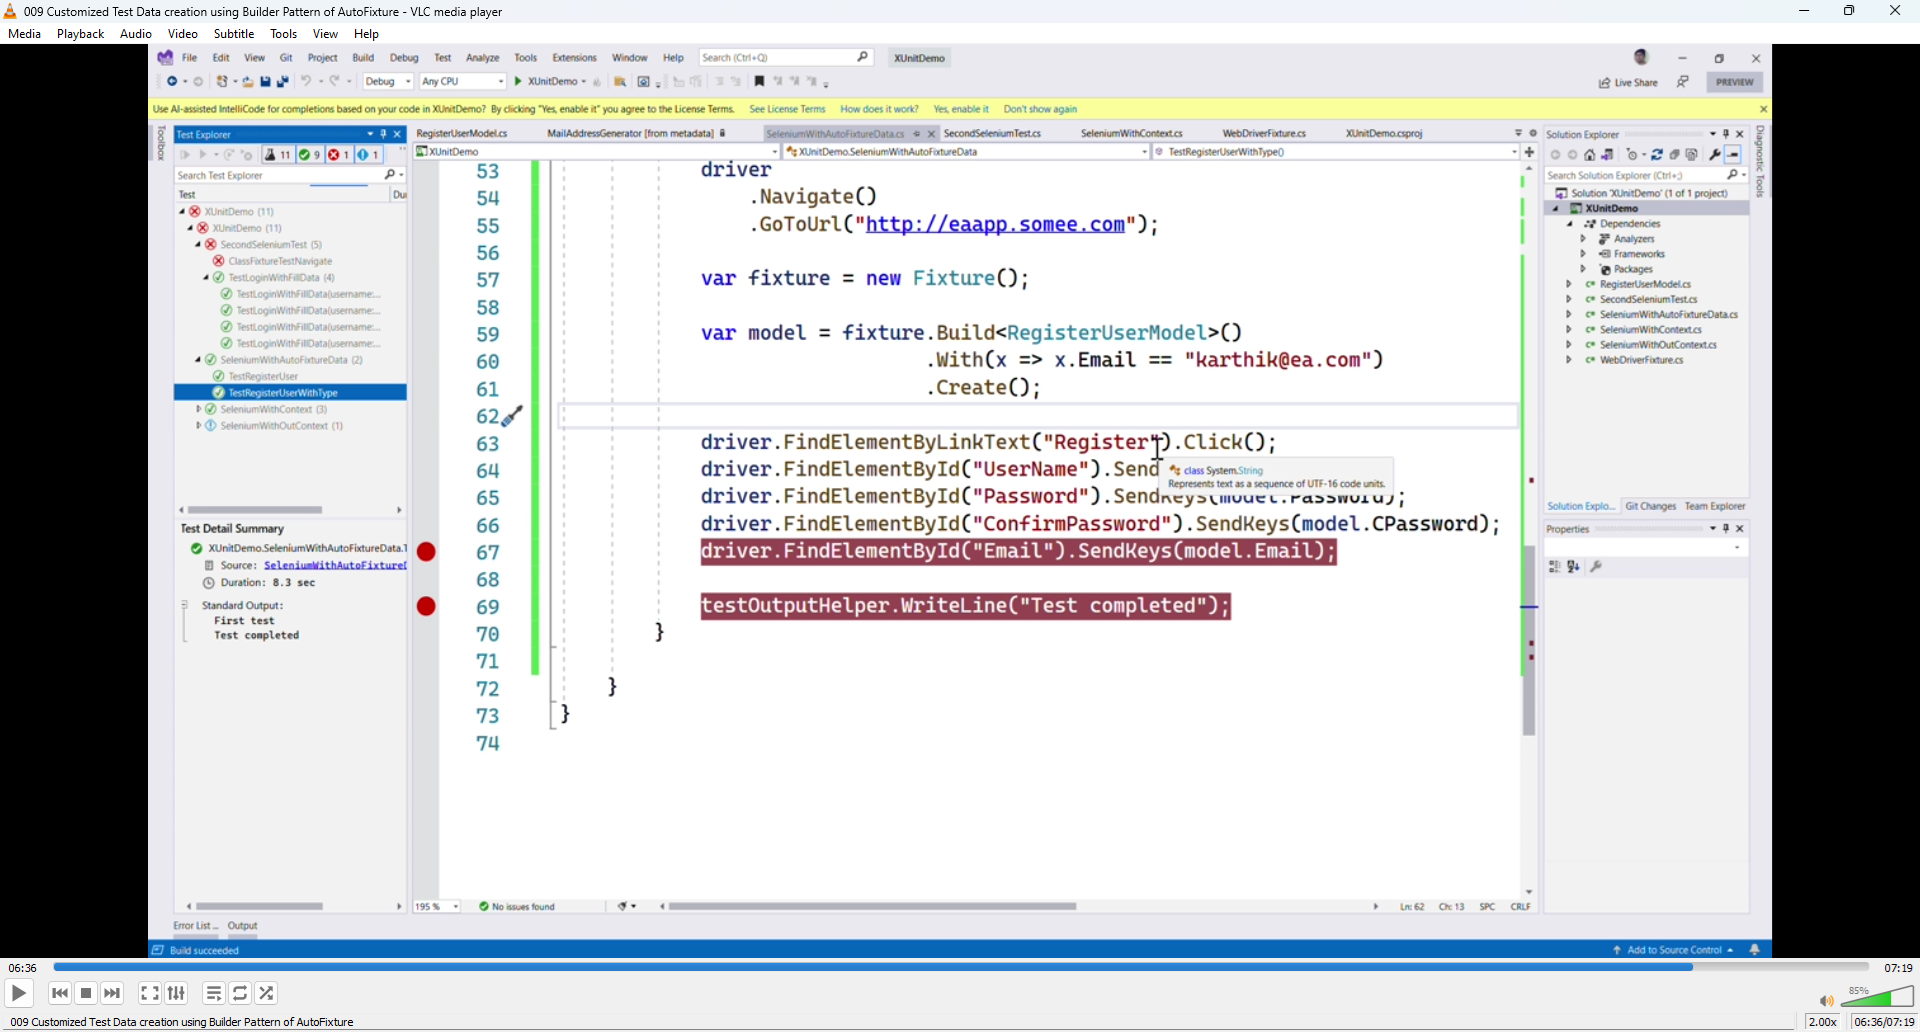 009 Customized Test Data creation using Builder Pattern of AutoFixture - VLC media player
Media Playback Audio Video Subtitle Tools View Help
File Edit View Git Project Build Debug Test Analyze Tools Extensions Window Help Search (Ctrl+Q) XUnitDemo
Debug Any CPU XUnitDemo Live Share PREVIEW
Use AI-assisted IntelliCode for completions based on your code in XUnitDemo? By clicking "Yes, enable it" you agree to the License Terms. See License Terms How does it work? Yes, enable it Don't show again
Toolbox
Test Explorer
11 9 1 1
Search Test Explorer
Test Du
XUnitDemo (11)
XUnitDemo (11)
SecondSeleniumTest (5)
ClassFixtureTestNavigate
TestLoginWithFillData (4)
TestLoginWithFillData(username:...
TestLoginWithFillData(username:...
TestLoginWithFillData(username:...
TestLoginWithFillData(username:...
SeleniumWithAutoFixtureData (2)
TestRegisterUser
TestRegisterUserWithType
SeleniumWithContext (3)
SeleniumWithOutContext (1)
Test Detail Summary
XUnitDemo.SeleniumWithAutoFixtureData.T
Source: SeleniumWithAutoFixtureD
Duration: 8.3 sec
Standard Output:
First test
Test completed
RegisterUserModel.cs MailAddressGenerator [from metadata] SeleniumWithAutoFixtureData.cs SecondSeleniumTest.cs SeleniumWithContext.cs WebDriverFixture.cs XUnitDemo.csproj
XUnitDemo XUnitDemo.SeleniumWithAutoFixtureData TestRegisterUserWithType()
53 driver
54 .Navigate()
55 .GoToUrl("http://eaapp.somee.com");
56
57 var fixture = new Fixture();
58
59 var model = fixture.Build<RegisterUserModel>()
60 .With(x => x.Email == "karthik@ea.com")
61 .Create();
62
63 driver.FindElementByLinkText("Register").Click();
64 driver.FindElementById("UserName").Send
class System.String
Represents text as a sequence of UTF-16 code units.
65 driver.FindElementById("Password").SendKeys(model.Password);
66 driver.FindElementById("ConfirmPassword").SendKeys(model.CPassword);
67 driver.FindElementById("Email").SendKeys(model.Email);
68
69 testOutputHelper.WriteLine("Test completed");
70 }
71
72 }
73 }
74
195 % No issues found Ln: 62 Ch: 13 SPC CRLF
Solution Explorer
Search Solution Explorer (Ctrl+;)
Solution 'XUnitDemo' (1 of 1 project)
XUnitDemo
Dependencies
Analyzers
Frameworks
Packages
C# RegisterUserModel.cs
C# SecondSeleniumTest.cs
C# SeleniumWithAutoFixtureData.cs
C# SeleniumWithContext.cs
C# SeleniumWithOutContext.cs
C# WebDriverFixture.cs
Solution Explo... Git Changes Team Explorer
Properties
Diagnostic Tools
Error List ... Output
Build succeeded Add to Source Control
06:36 07:19
85%
009 Customized Test Data creation using Builder Pattern of AutoFixture 2.00x 06:36/07:19